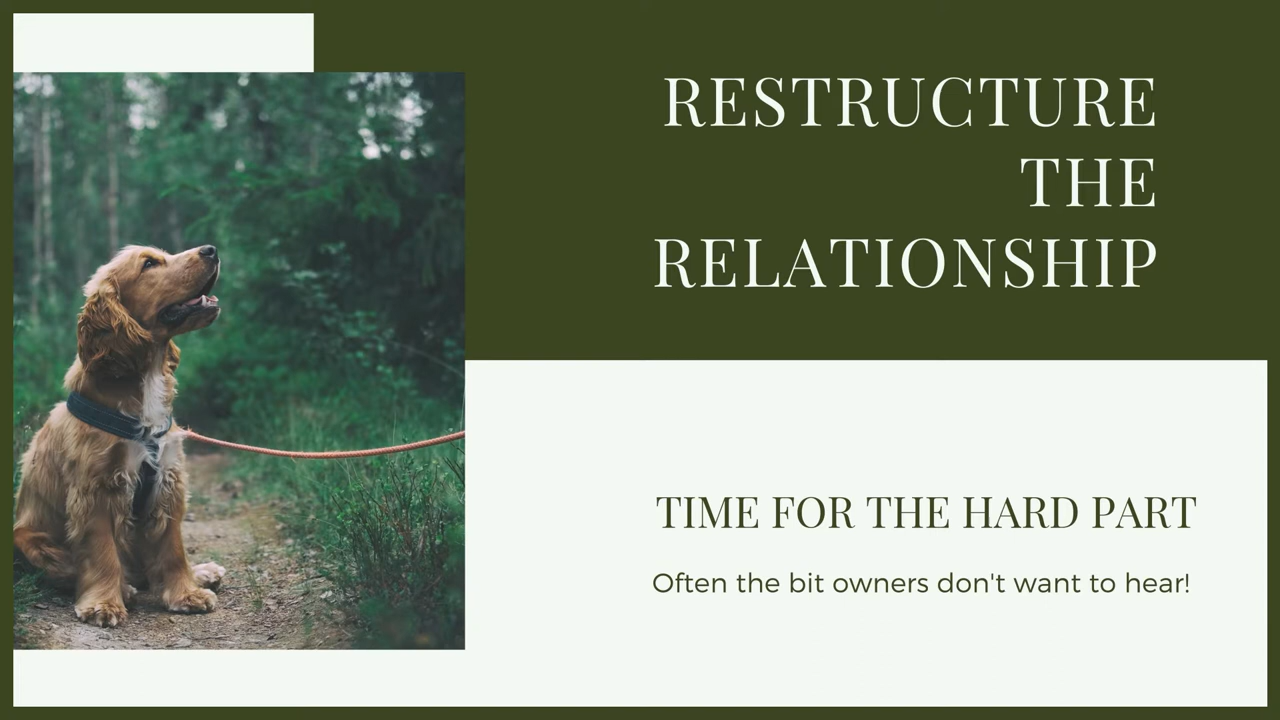 RESTRUCTURE
THE
RELATIONSHIP
TIME FOR THE HARD PART
Often the bit owners don't want to hear!